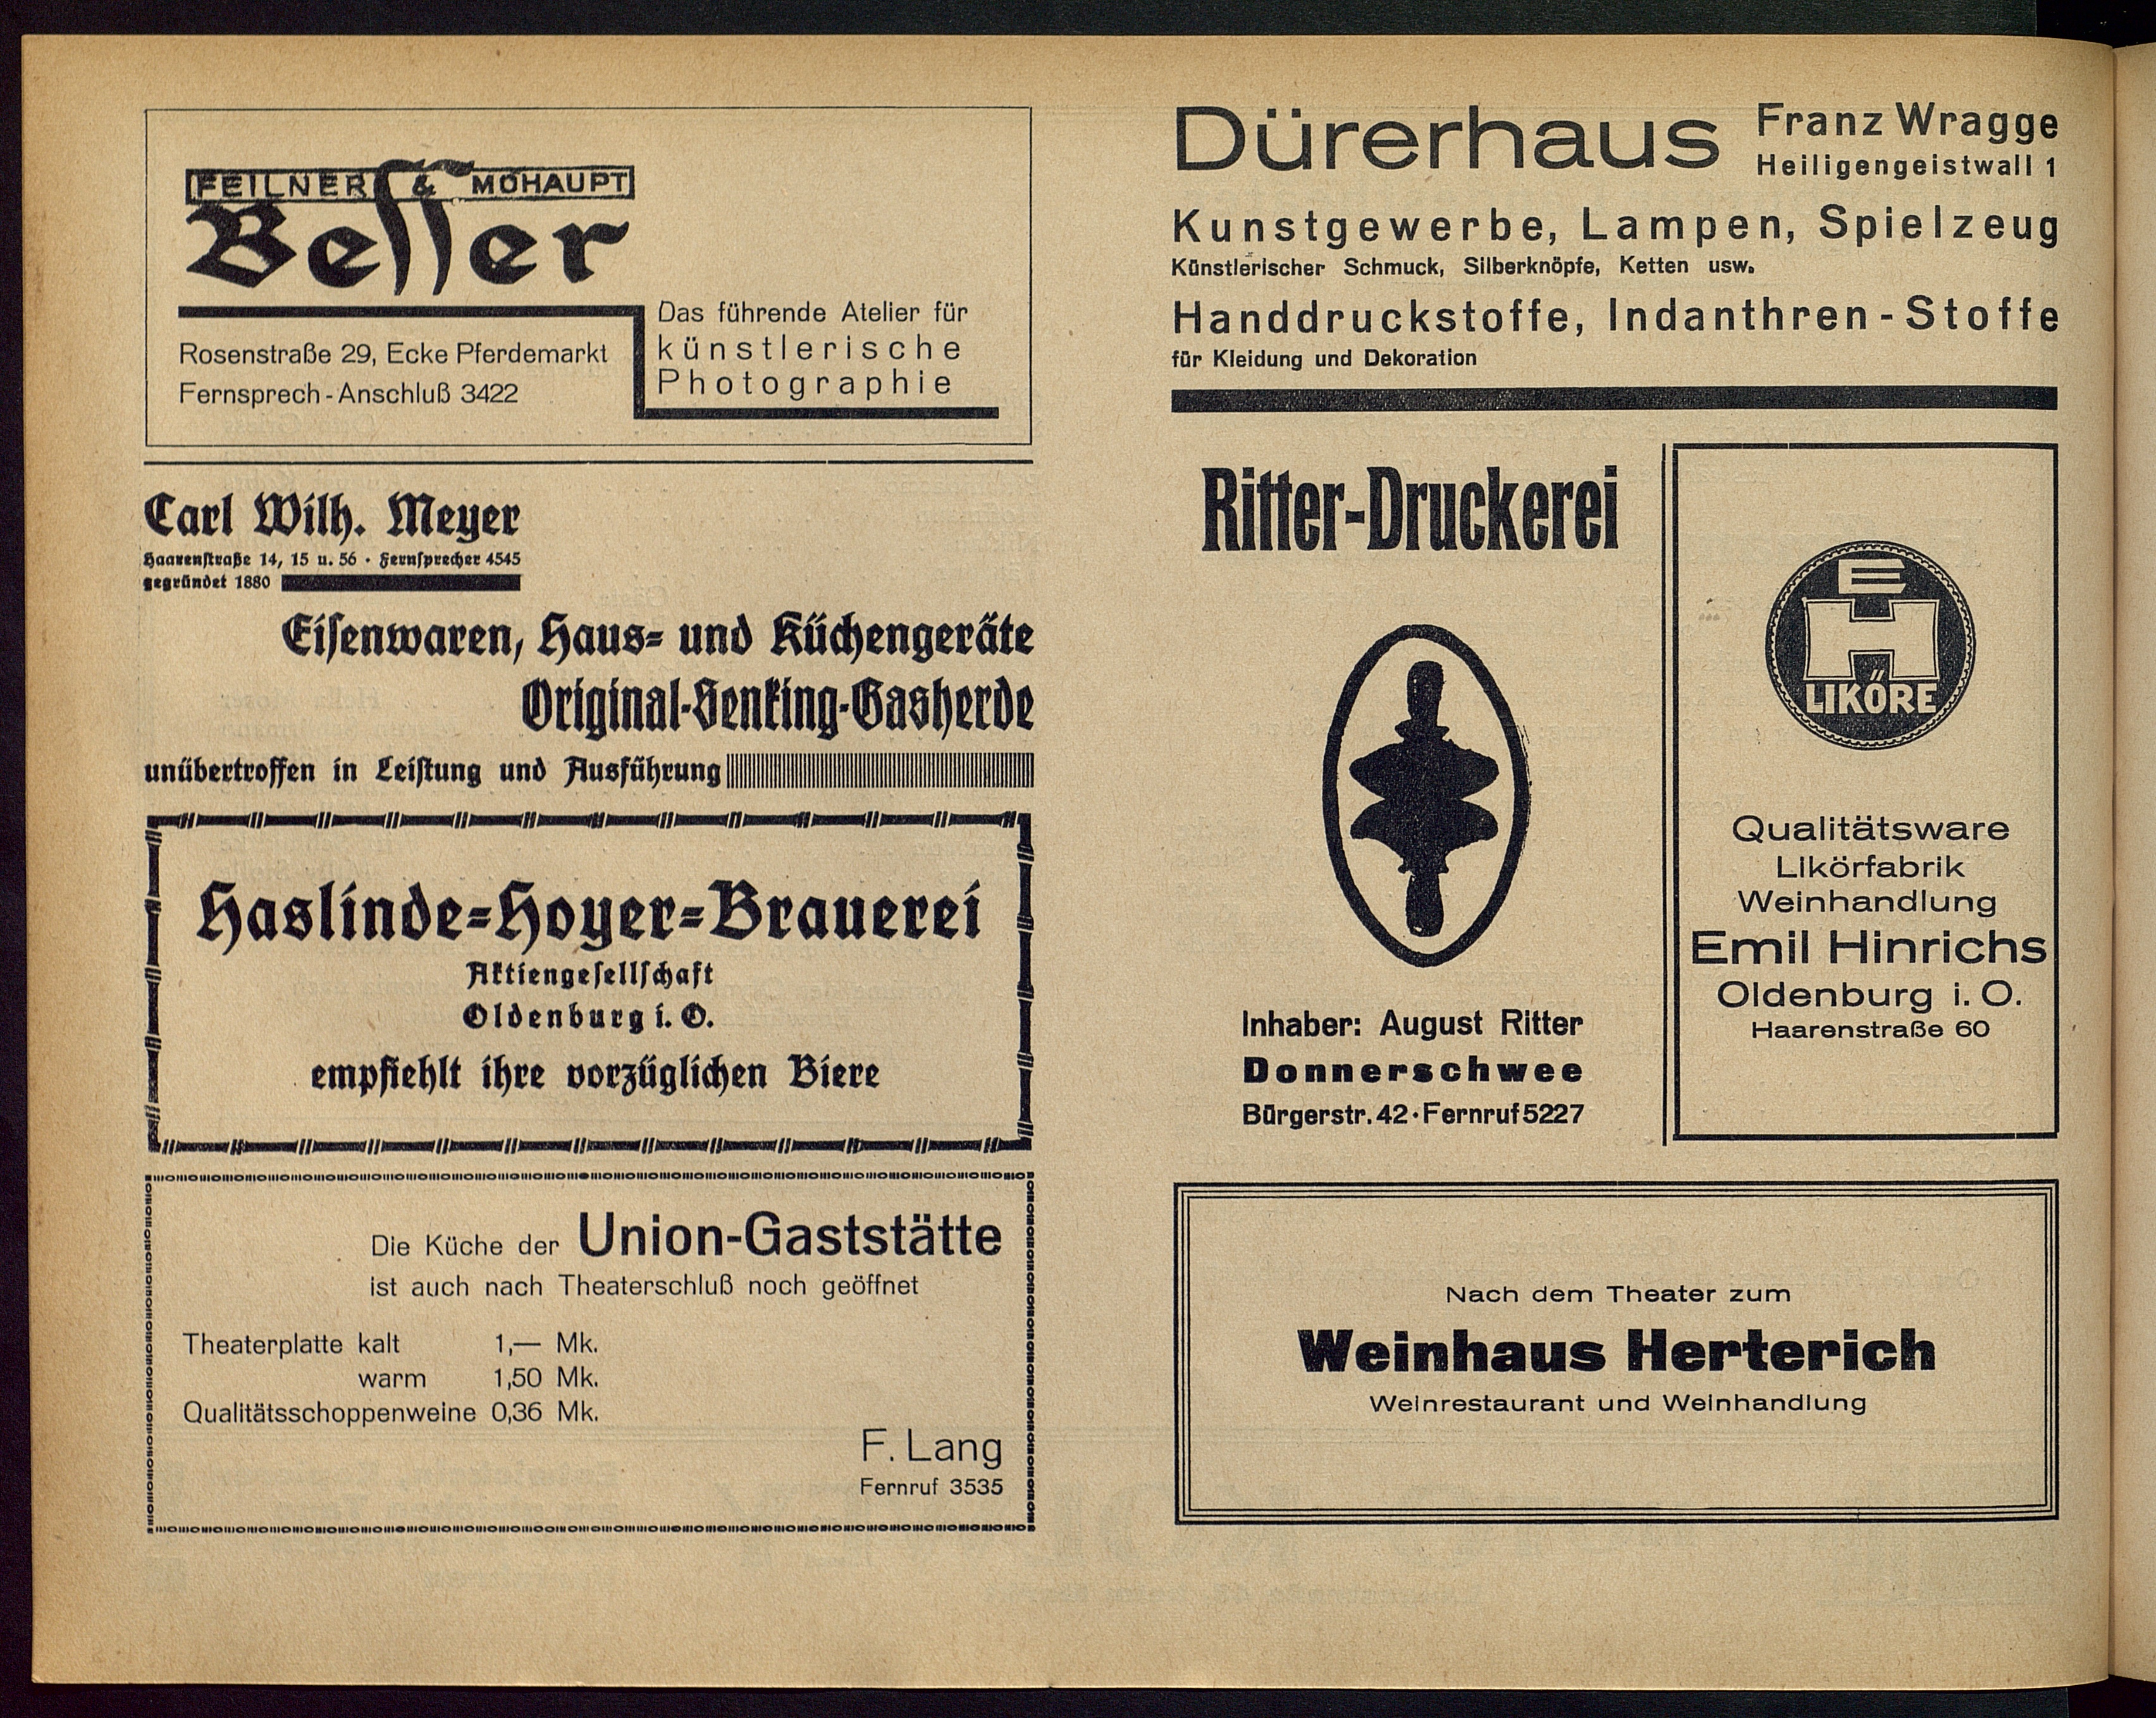 FEILNER & MOHAUPT
Besser
Rosenstraße 29, Ecke Pferdemarkt
Fernsprech-Anschluß 3422
Das führende Atelier für
künstlerische
Photographie
Carl Wilh. Meyer
Haarenstraße 14, 15 u. 56 · Fernsprecher 4545
gegründet 1880
Eisenwaren, Haus- und Küchengeräte
Original-Senking-Gasherde
unübertroffen in Leistung und Ausführung
Haslinde-Hoyer-Brauerei
Aktiengesellschaft
Oldenburg i. O.
empfiehlt ihre vorzüglichen Biere
Die Küche der Union-Gaststätte
ist auch nach Theaterschluß noch geöffnet
Theaterplatte kalt 1,— Mk.
warm 1,50 Mk.
Qualitätsschoppenweine 0,36 Mk.
F. Lang
Fernruf 3535
Dürerhaus Franz Wragge
Heiligengeistwall 1
Kunstgewerbe, Lampen, Spielzeug
Künstlerischer Schmuck, Silberknöpfe, Ketten usw.
Handdruckstoffe, Indanthren-Stoffe
für Kleidung und Dekoration
Ritter-Druckerei
Inhaber: August Ritter
Donnerschwee
Bürgerstr. 42 · Fernruf 5227
E
H
LIKÖRE
Qualitätsware
Likörfabrik
Weinhandlung
Emil Hinrichs
Oldenburg i. O.
Haarenstraße 60
Nach dem Theater zum
Weinhaus Herterich
Weinrestaurant und Weinhandlung